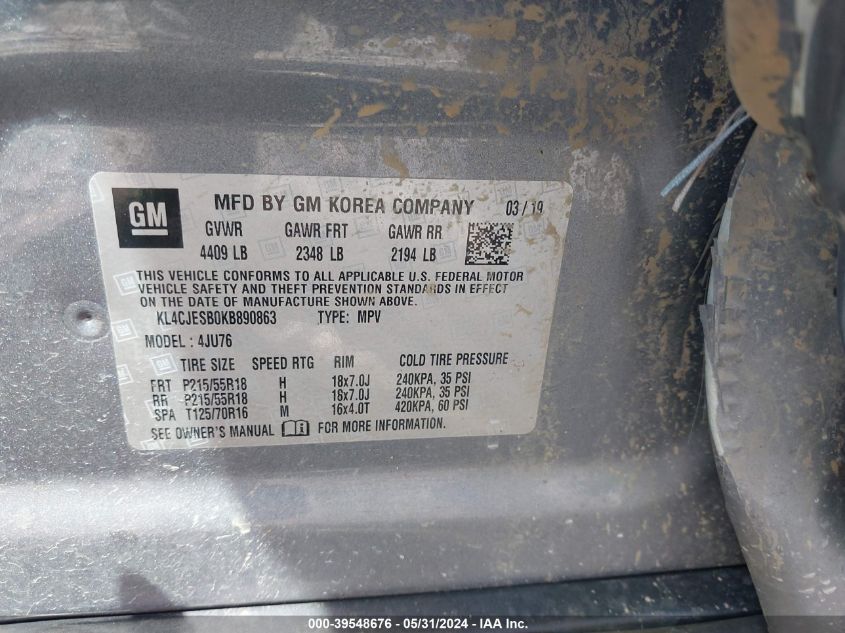 GM
MFD BY GM KOREA COMPANY 03/19
GVWR GAWR FRT GAWR RR
4409 LB 2348 LB 2194 LB
THIS VEHICLE CONFORMS TO ALL APPLICABLE U.S. FEDERAL MOTOR
VEHICLE SAFETY AND THEFT PREVENTION STANDARDS IN EFFECT
ON THE DATE OF MANUFACTURE SHOWN ABOVE.
KL4CJESB0KB890863 TYPE: MPV
MODEL : 4JU76
TIRE SIZE SPEED RTG RIM COLD TIRE PRESSURE
FRT P215/55R18 H 18x7.0J 240KPA, 35 PSI
RR P215/55R18 H 18x7.0J 240KPA, 35 PSI
SPA T125/70R16 M 16x4.0T 420KPA, 60 PSI
SEE OWNER'S MANUAL FOR MORE INFORMATION.
000-39548676 - 05/31/2024 - IAA Inc.